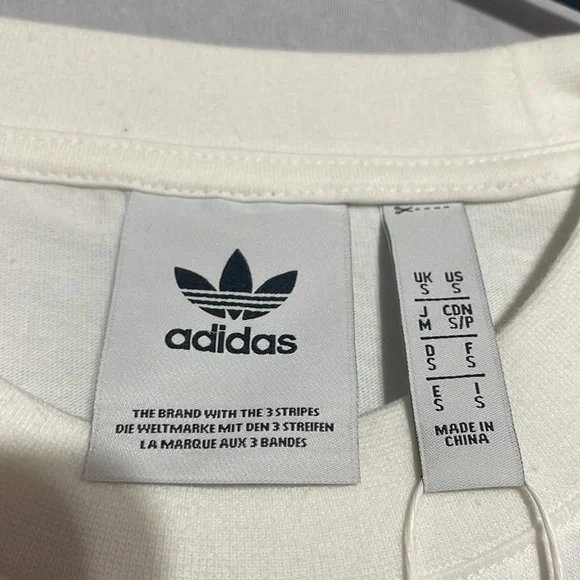 adidas
THE BRAND WITH THE 3 STRIPES
DIE WELTMARKE MIT DEN 3 STREIFEN
LA MARQUE AUX 3 BANDES
UK US
S S
J CDN
M S/P
D F
S S
E I
S S
MADE IN
CHINA